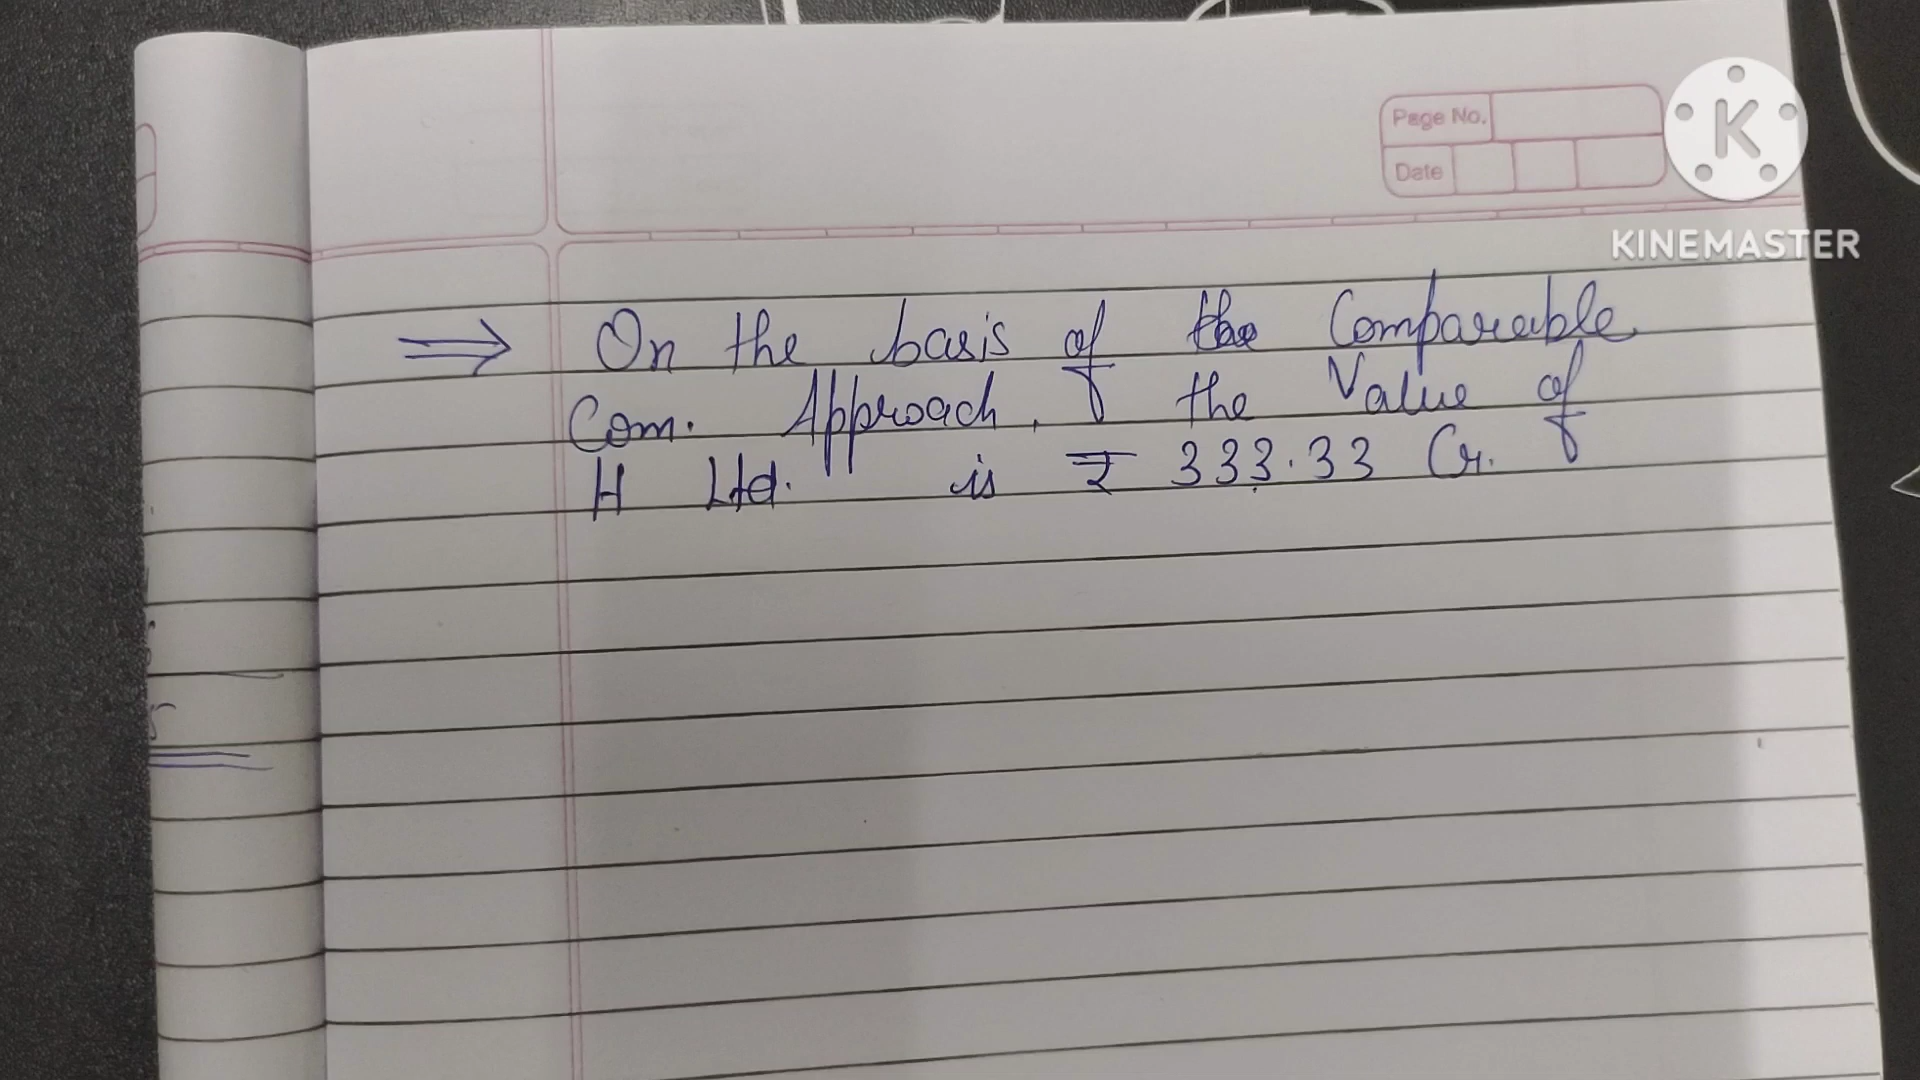 Page No.
Date
KINEMASTER
⇒ On the basis of the Comparable
Com. Approach, the Value of
H Ltd. is ₹ 333.33 Cr.